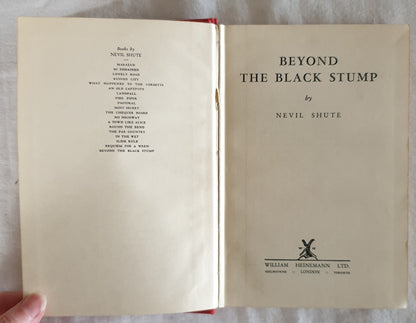 Books by
NEVIL SHUTE
MARAZAN
SO DISDAINED
LONELY ROAD
RUINED CITY
WHAT HAPPENED TO THE CORBETTS
AN OLD CAPTIVITY
LANDFALL
PIED PIPER
PASTORAL
MOST SECRET
THE CHEQUER BOARD
NO HIGHWAY
A TOWN LIKE ALICE
ROUND THE BEND
THE FAR COUNTRY
IN THE WET
SLIDE RULE
REQUIEM FOR A WREN
BEYOND THE BLACK STUMP
BEYOND
THE BLACK STUMP
by
NEVIL SHUTE
WILLIAM HEINEMANN LTD.
MELBOURNE - LONDON - TORONTO